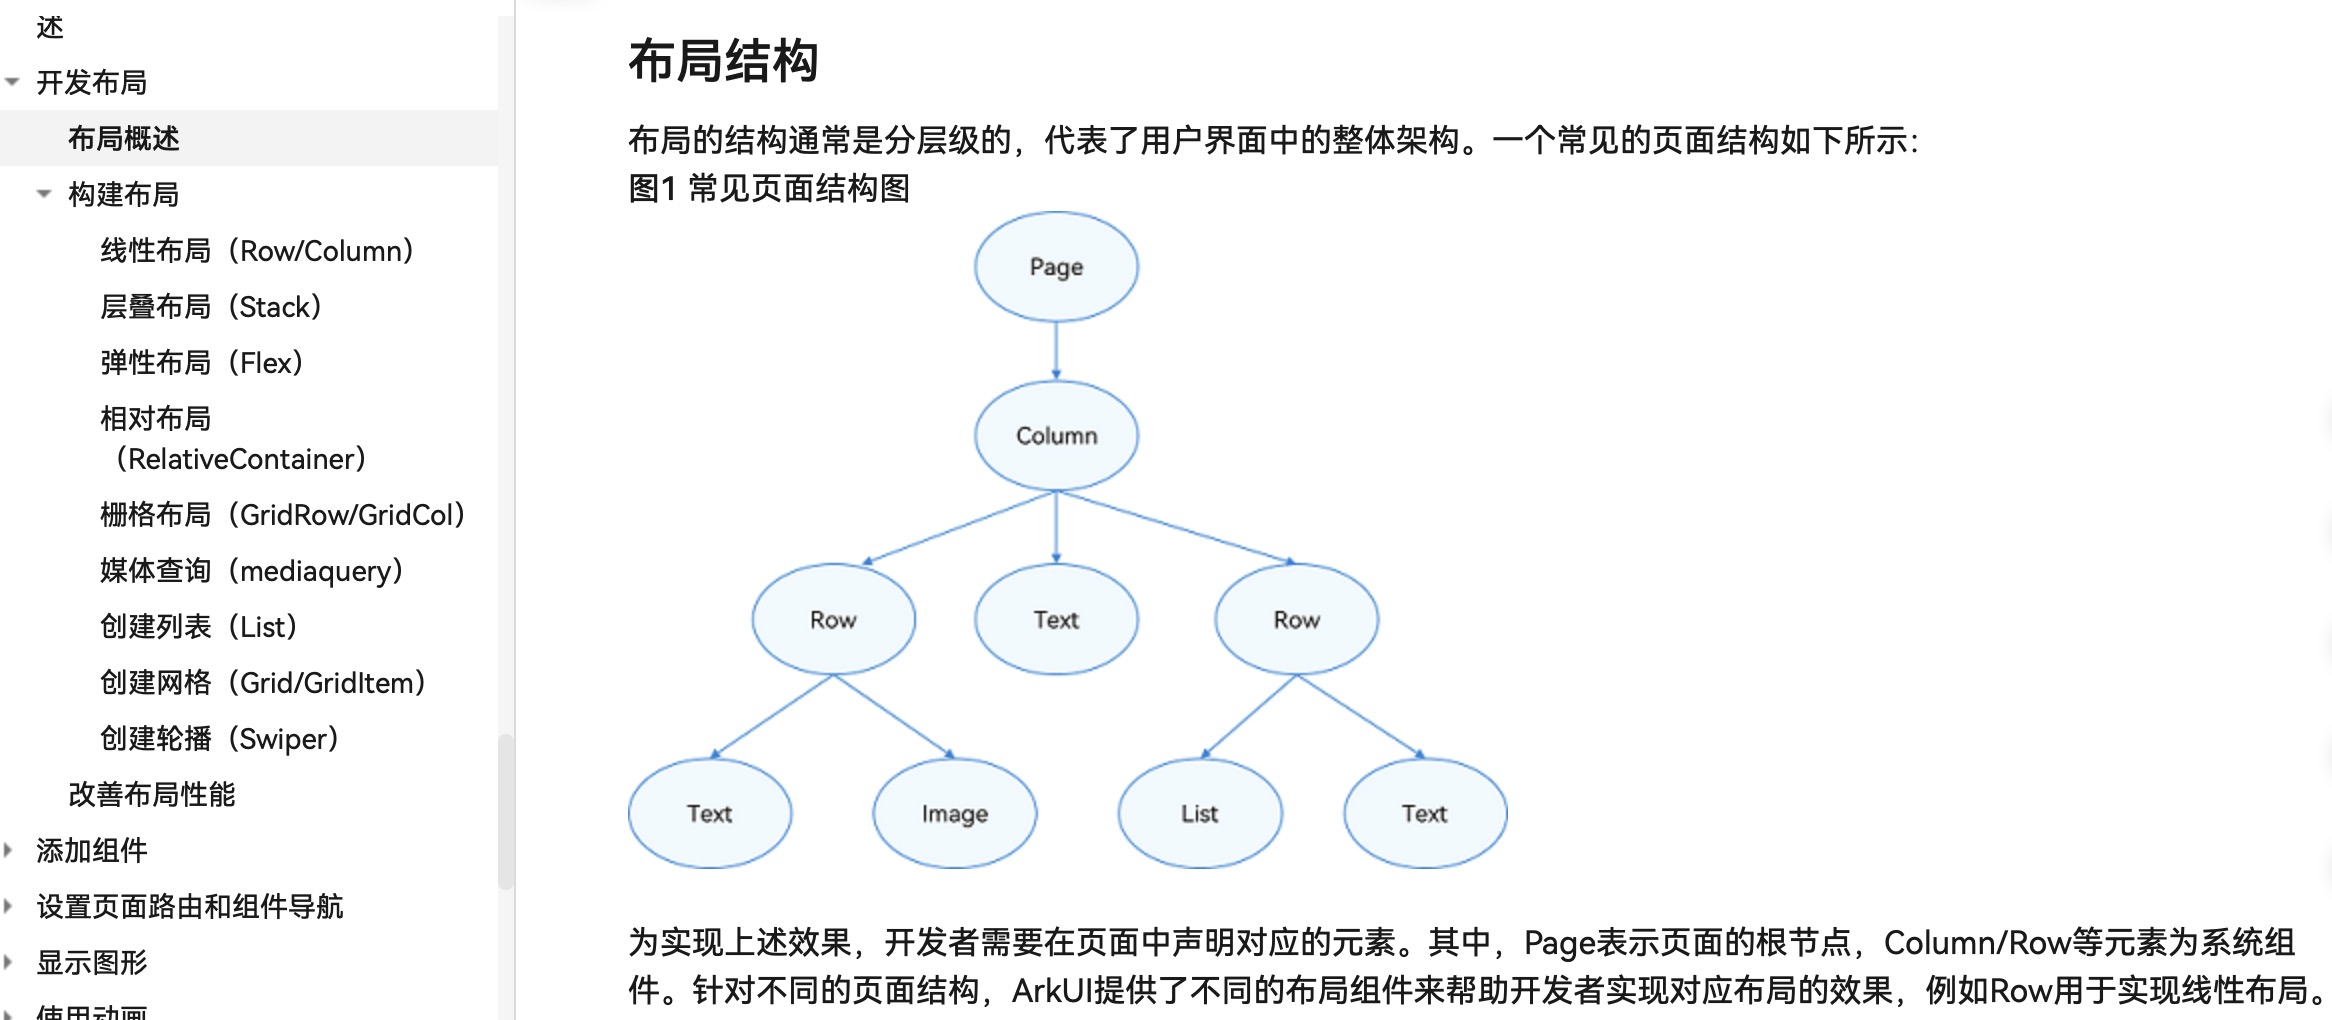 述
开发布局
布局概述
构建布局
线性布局（Row/Column）
层叠布局（Stack）
弹性布局（Flex）
相对布局
（RelativeContainer）
栅格布局（GridRow/GridCol）
媒体查询（mediaquery）
创建列表（List）
创建网格（Grid/GridItem）
创建轮播（Swiper）
改善布局性能
添加组件
设置页面路由和组件导航
显示图形
使用动画
布局结构
布局的结构通常是分层级的，代表了用户界面中的整体架构。一个常见的页面结构如下所示：
图1 常见页面结构图
Page
Column
Row Text Row
Text Image List Text
为实现上述效果，开发者需要在页面中声明对应的元素。其中，Page表示页面的根节点，Column/Row等元素为系统组
件。针对不同的页面结构，ArkUI提供了不同的布局组件来帮助开发者实现对应布局的效果，例如Row用于实现线性布局。